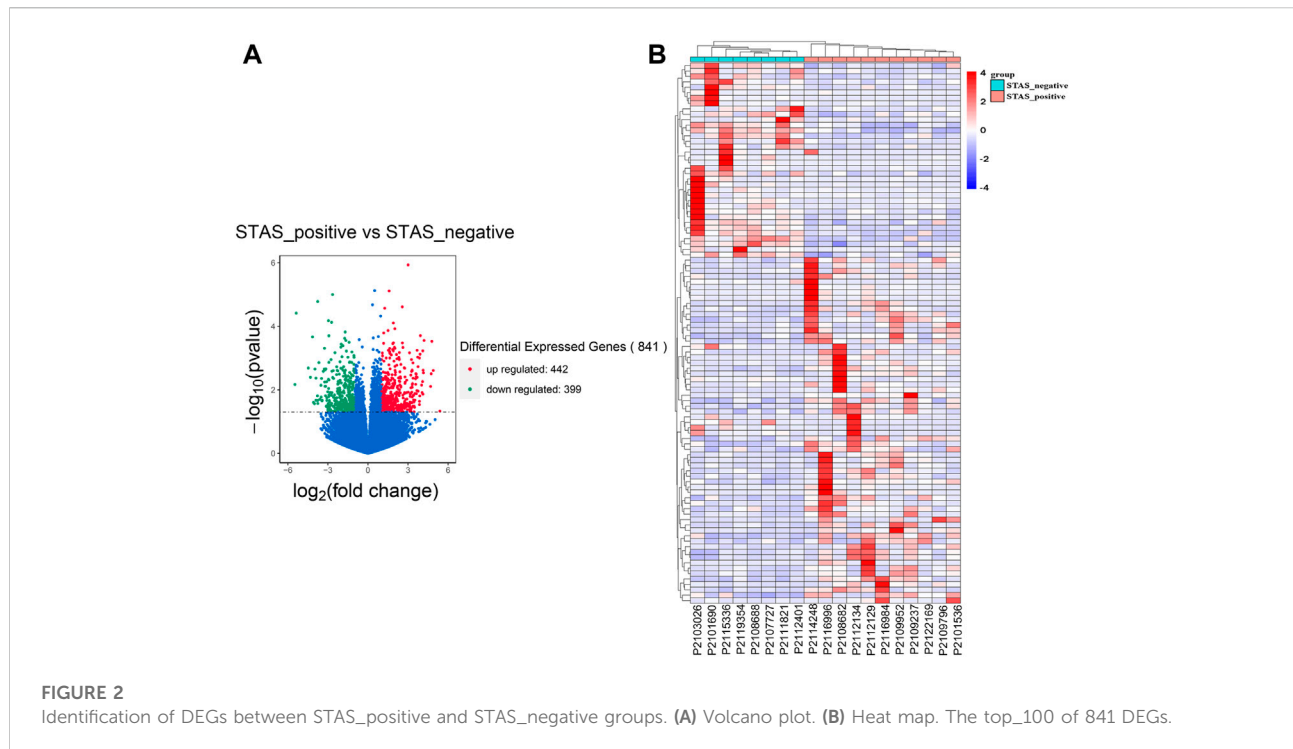 A
STAS_positive vs STAS_negative
6
4
2
0
−log10(pvalue)
−6 −3 0 3 6
log2(fold change)
Differential Expressed Genes ( 841 )
up regulated: 442
down regulated: 399
B
4
2
0
-2
-4
group
STAS_negative
STAS_positive
P2103026
P2101690
P2115336
P2119354
P2108688
P2107727
P2111821
P2112401
P2114248
P2116996
P2108682
P2112134
P2112129
P2116984
P2109952
P2109237
P2122169
P2109796
P2101536
FIGURE 2
Identification of DEGs between STAS_positive and STAS_negative groups. (A) Volcano plot. (B) Heat map. The top_100 of 841 DEGs.